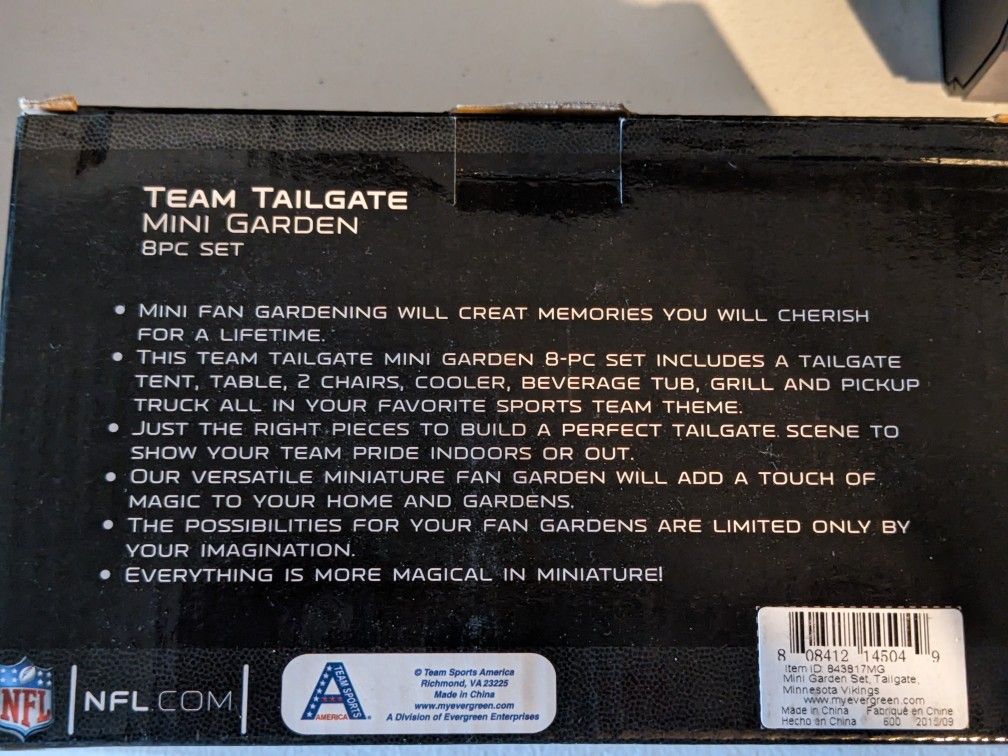 TEAM TAILGATE
MINI GARDEN
8PC SET
• MINI FAN GARDENING WILL CREAT MEMORIES YOU WILL CHERISH
FOR A LIFETIME.
• THIS TEAM TAILGATE MINI GARDEN 8-PC SET INCLUDES A TAILGATE
TENT, TABLE, 2 CHAIRS, COOLER, BEVERAGE TUB, GRILL AND PICKUP
TRUCK ALL IN YOUR FAVORITE SPORTS TEAM THEME.
• JUST THE RIGHT PIECES TO BUILD A PERFECT TAILGATE SCENE TO
SHOW YOUR TEAM PRIDE INDOORS OR OUT.
• OUR VERSATILE MINIATURE FAN GARDEN WILL ADD A TOUCH OF
MAGIC TO YOUR HOME AND GARDENS.
• THE POSSIBILITIES FOR YOUR FAN GARDENS ARE LIMITED ONLY BY
YOUR IMAGINATION.
• EVERYTHING IS MORE MAGICAL IN MINIATURE!
NFL
NFL.COM
TEAM SPORTS
AMERICA
© Team Sports America
Richmond, VA 23225
Made in China
www.myevergreen.com
A Division of Evergreen Enterprises
8 08412 14504 9
Item ID: 843817MG
Mini Garden Set, Tailgate,
Minnesota Vikings
www.myevergreen.com
Made in China Fabriqué en Chine
Hecho en China 600 2019/09